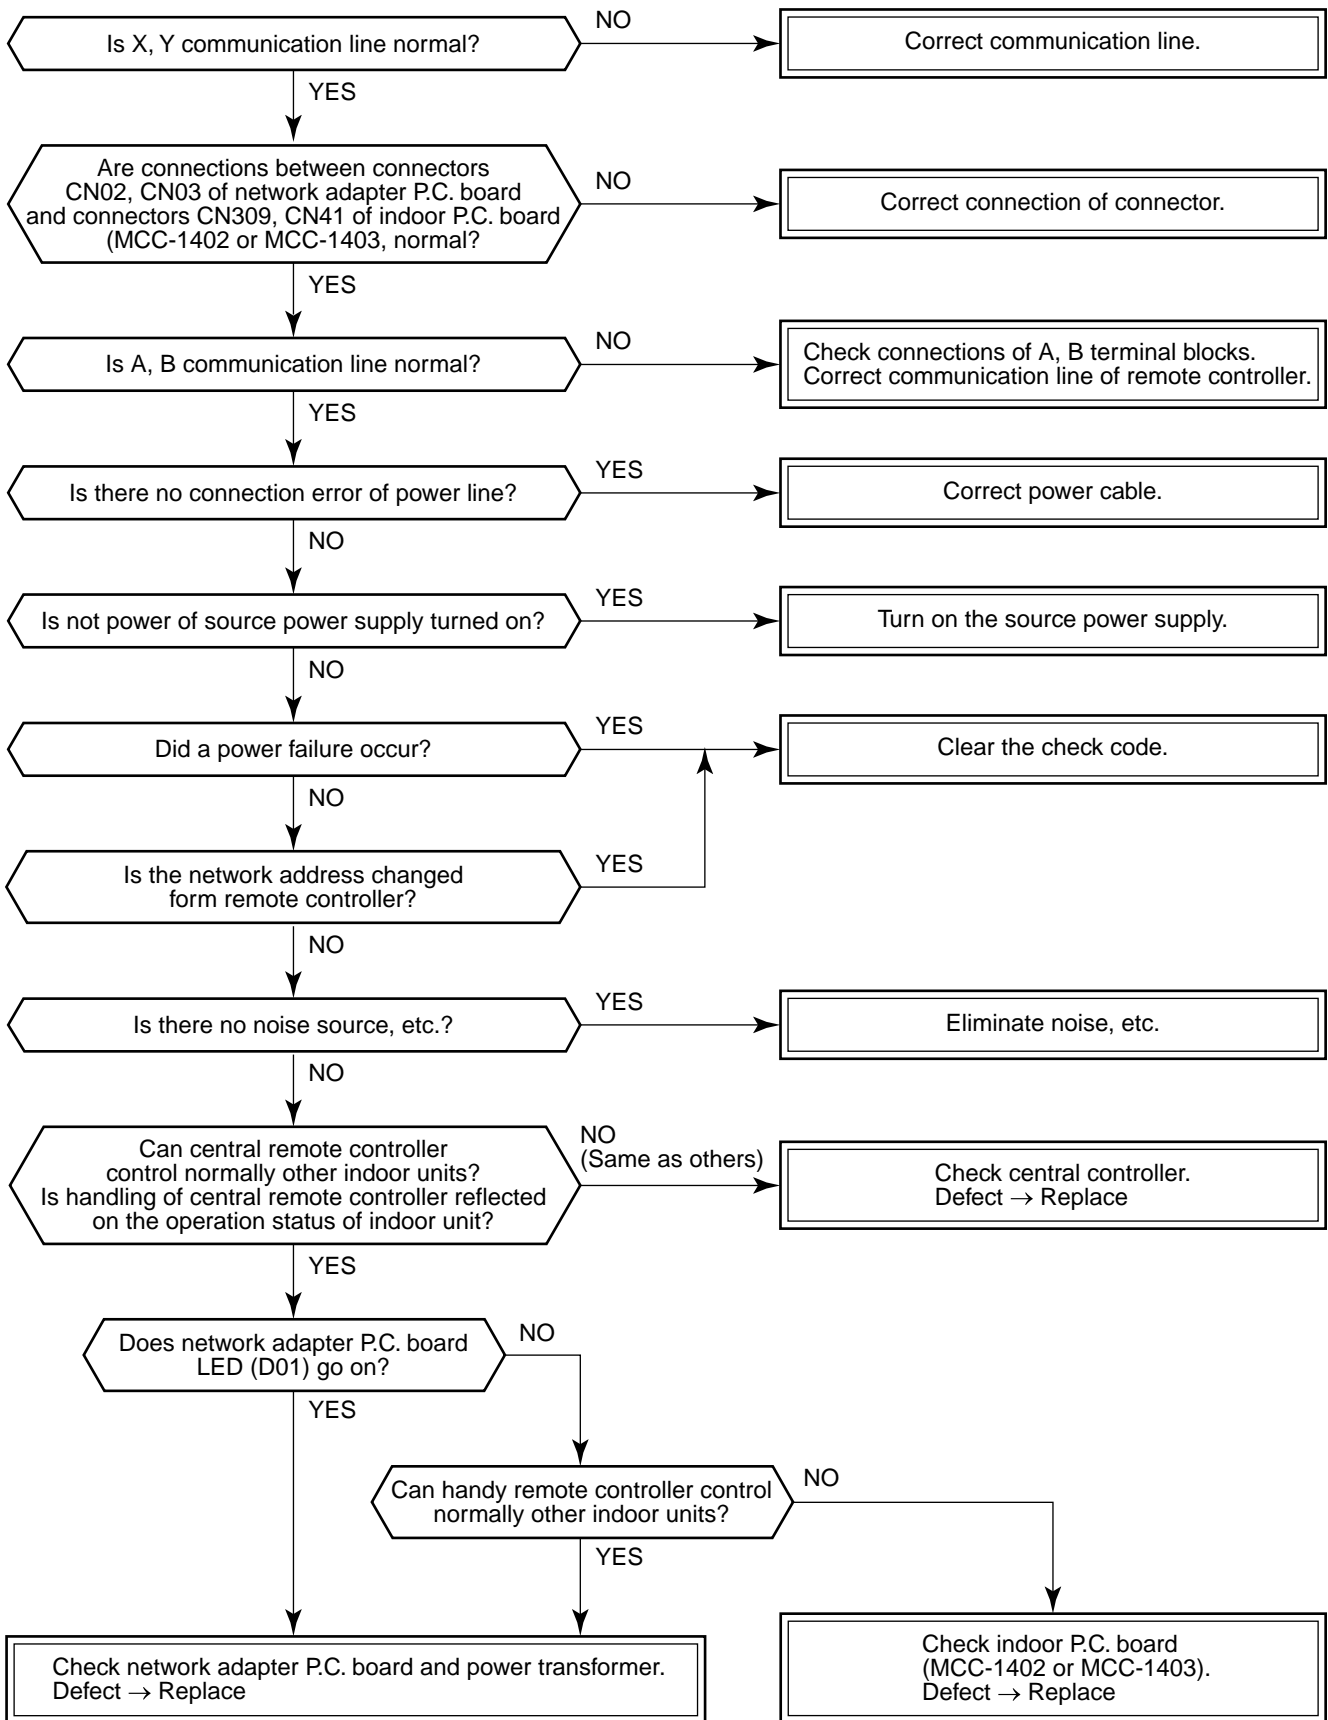 Is X, Y communication line normal?
NO
Correct communication line.
YES
Are connections between connectors
CN02, CN03 of network adapter P.C. board
and connectors CN309, CN41 of indoor P.C. board
(MCC-1402 or MCC-1403, normal?
NO
Correct connection of connector.
YES
Is A, B communication line normal?
NO
Check connections of A, B terminal blocks.
Correct communication line of remote controller.
YES
Is there no connection error of power line?
YES
Correct power cable.
NO
Is not power of source power supply turned on?
YES
Turn on the source power supply.
NO
Did a power failure occur?
YES
Clear the check code.
NO
Is the network address changed
form remote controller?
YES
NO
Is there no noise source, etc.?
YES
Eliminate noise, etc.
NO
Can central remote controller
control normally other indoor units?
Is handling of central remote controller reflected
on the operation status of indoor unit?
NO
(Same as others)
Check central controller.
Defect → Replace
YES
Does network adapter P.C. board
LED (D01) go on?
NO
YES
Can handy remote controller control
normally other indoor units?
NO
YES
Check network adapter P.C. board and power transformer.
Defect → Replace
Check indoor P.C. board
(MCC-1402 or MCC-1403).
Defect → Replace